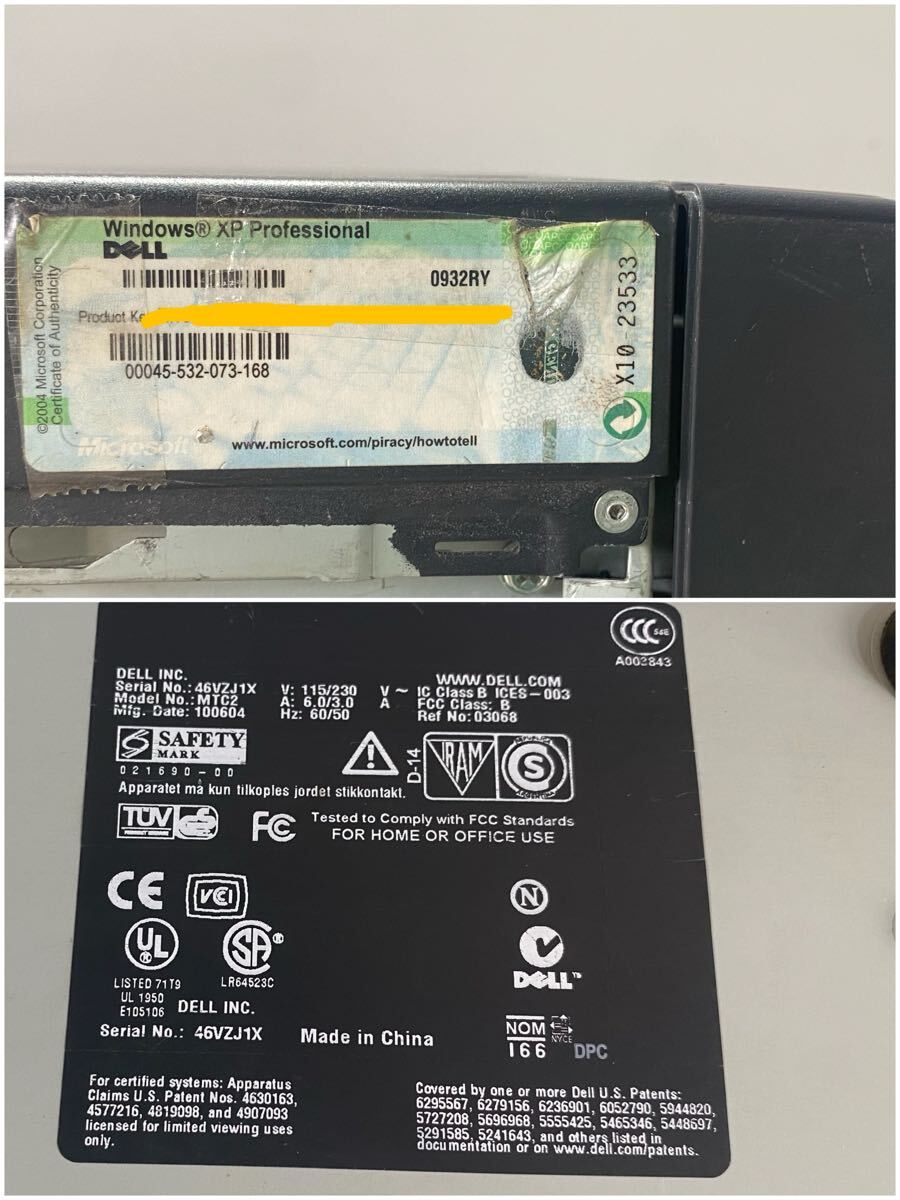 Windows® XP Professional
DELL
0932RY
Product Ke
00045-532-073-168
Microsoft
www.microsoft.com/piracy/howtotell
©2004 Microsoft Corporation
Certificate of Authenticity
X10 23533
CCC S&E
A003843
DELL INC.
Serial No.: 46VZJ1X
Model No.: MTC2
Mfg. Date: 100604
V: 115/230 V ~
A: 6.0/3.0 A
Hz: 60/50
WWW.DELL.COM
IC Class B ICES-003
FCC Class: B
Ref No: 03068
SAFETY
MARK
021690-00
D-14
RAM
S
Apparatet må kun tilkoples jordet stikkontakt.
TÜV GS
FC
Tested to Comply with FCC Standards
FOR HOME OR OFFICE USE
CE
VCI
N
UL
SA
LISTED 71T9
UL 1950
E105106
LR64523C
DELL™
DELL INC.
Serial No.: 46VZJ1X
Made in China
NOM
166
NYCE
DPC
For certified systems: Apparatus
Claims U.S. Patent Nos. 4630163,
4577216, 4819098, and 4907093
licensed for limited viewing uses
only.
Covered by one or more Dell U.S. Patents:
6295567, 6279156, 6236901, 6052790, 5944820,
5727208, 5696968, 5555425, 5465346, 5448697,
5291585, 5241643, and others listed in
documentation or on www.dell.com/patents.